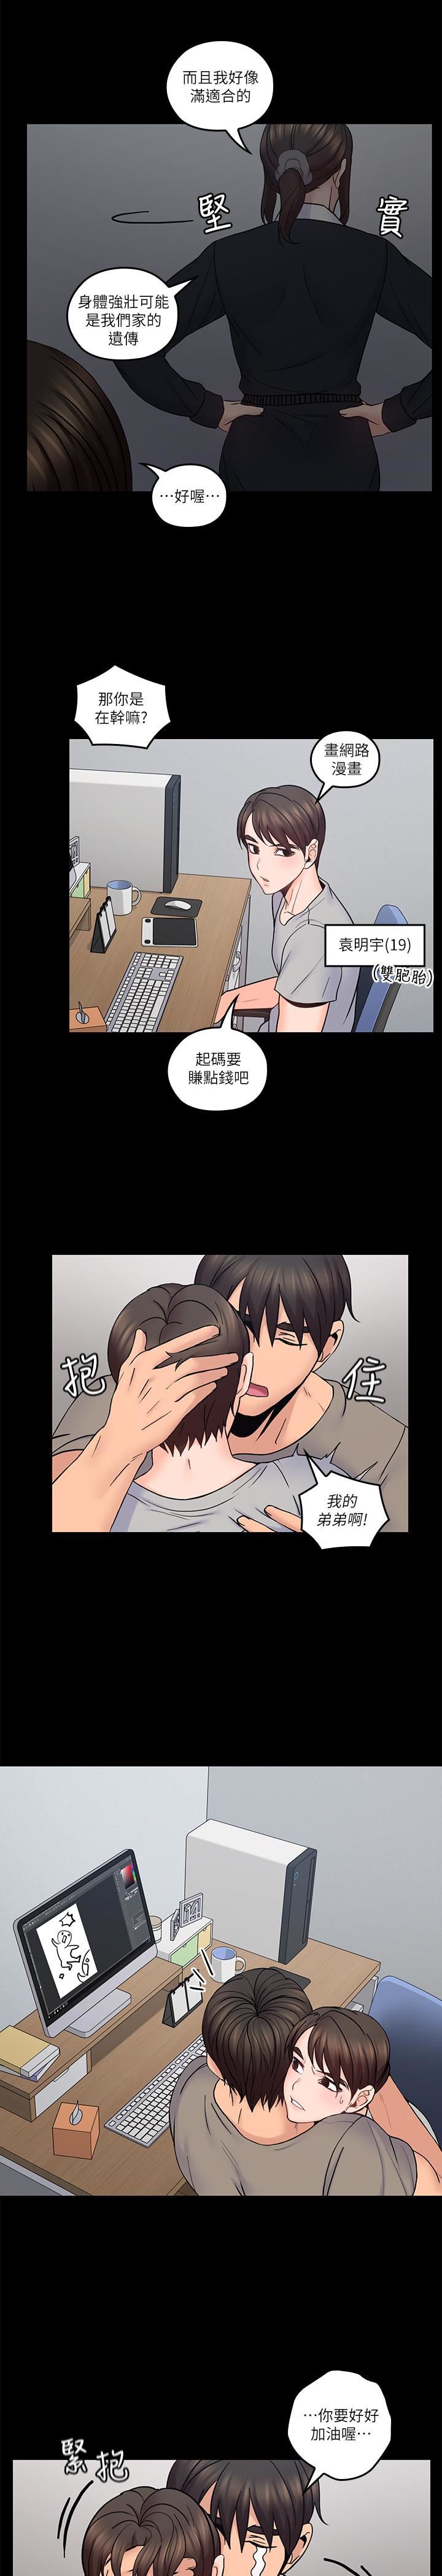 而且我好像
滿適合的
堅
實
身體強壯可能
是我們家的
遺傳
…好喔…
那你是
在幹嘛?
畫網路
漫畫
袁明宇(19)
(雙肥胎)
起碼要
賺點錢吧
抱
住
我的
弟弟啊!
…你要好好
加油喔…
緊
抱